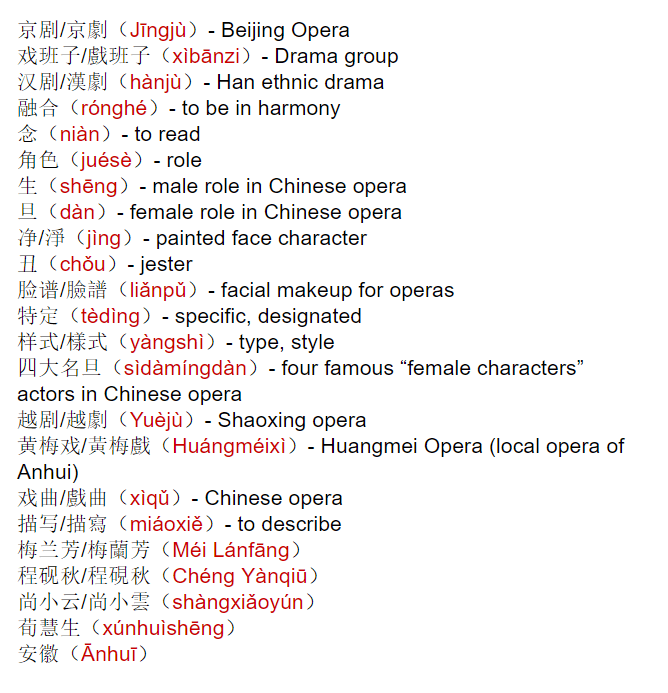 京剧/京劇（Jīngjù）- Beijing Opera
戏班子/戲班子（xìbānzi）- Drama group
汉剧/漢劇（hànjù）- Han ethnic drama
融合（rónghé）- to be in harmony
念（niàn）- to read
角色（juésè）- role
生（shēng）- male role in Chinese opera
旦（dàn）- female role in Chinese opera
净/淨（jìng）- painted face character
丑（chǒu）- jester
脸谱/臉譜（liǎnpǔ）- facial makeup for operas
特定（tèdìng）- specific, designated
样式/樣式（yàngshì）- type, style
四大名旦（sìdàmíngdàn）- four famous “female characters”
actors in Chinese opera
越剧/越劇（Yuèjù）- Shaoxing opera
黄梅戏/黃梅戲（Huángméixì）- Huangmei Opera (local opera of
Anhui)
戏曲/戲曲（xìqǔ）- Chinese opera
描写/描寫（miáoxiě）- to describe
梅兰芳/梅蘭芳（Méi Lánfāng）
程砚秋/程硯秋（Chéng Yànqiū）
尚小云/尚小雲（shàngxiǎoyún）
荀慧生（xúnhuìshēng）
安徽（Ānhuī）